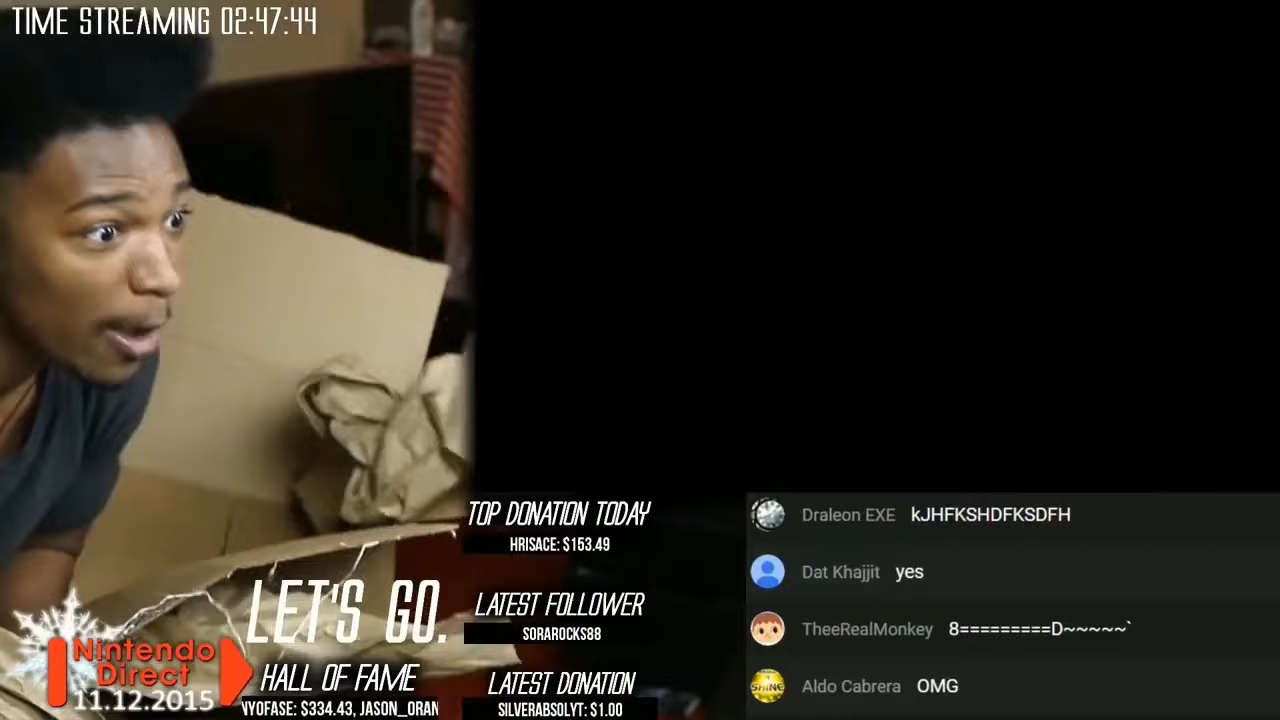 TIME STREAMING 02:47:44
TOP DONATION TODAY
HRISACE: $153.49
LET'S GO.
LATEST FOLLOWER
SORAROCKS88
HALL OF FAME
NYOFASE: $334.43, JASON_ORAN
LATEST DONATION
SILVERABSOLYT: $1.00
Nintendo
Direct
11.12.2015
Draleon EXE kJHFKSHDFKSDFH
Dat Khajjit yes
TheeRealMonkey 8=========D~~~~~`
SHINE
Aldo Cabrera OMG